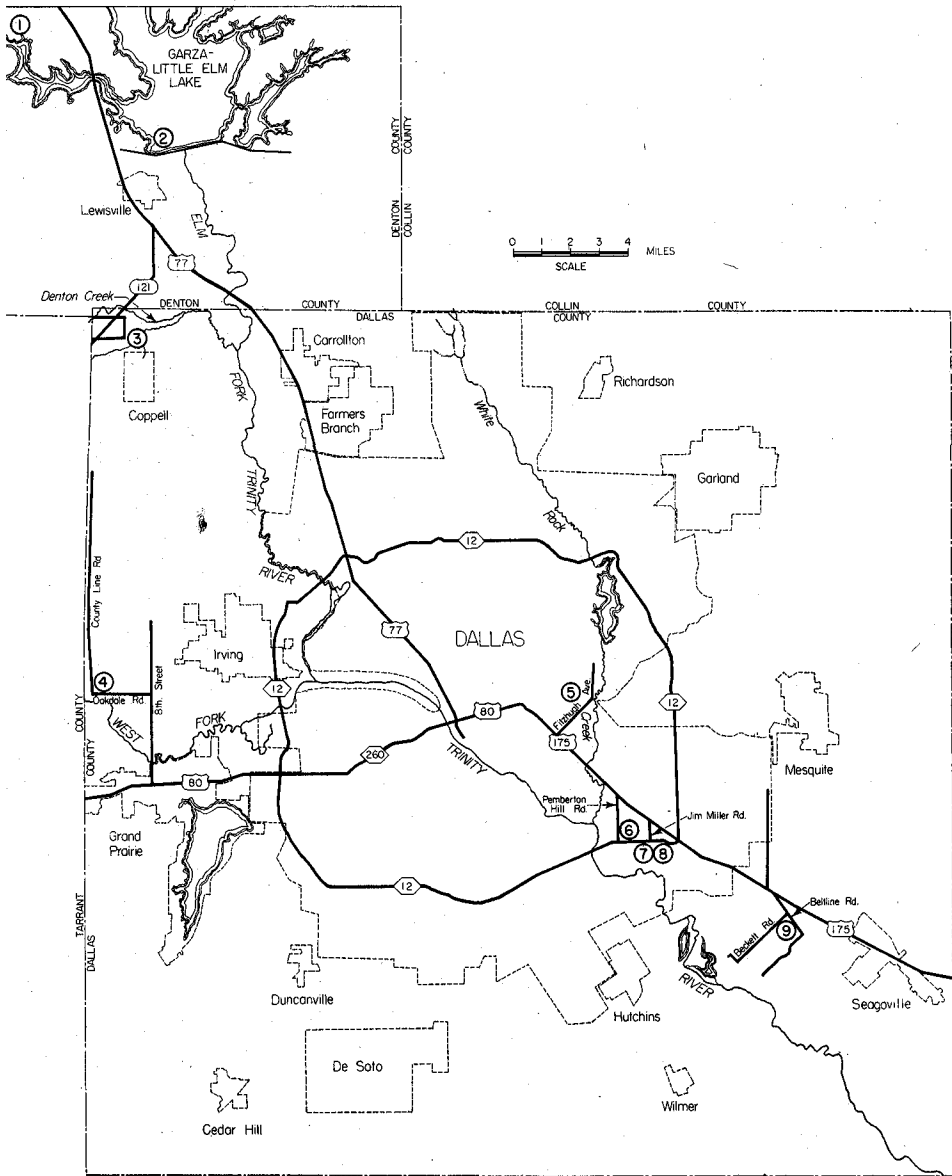 1
GARZA-
LITTLE ELM
LAKE
2
COUNTY
COUNTY
DENTON
COLLIN
Lewisville
ELM
77
0 1 2 3 4 MILES
SCALE
121
Denton Creek
DENTON COUNTY COLLIN COUNTY
DALLAS COUNTY
3
Carrollton
Richardson
Coppell
FORK
Farmers
Branch
White
Garland
TRINITY
Rock
12
RIVER
County Line Rd
77
DALLAS
Irving
8th. Street
4
Oakdale Rd.
12
5
Fitzhugh Ave.
12
WEST
FORK
80
Creek
COUNTY
COUNTY
260
175
TRINITY
Mesquite
80
Pemberton
Hill Rd.
Jim Miller Rd.
6
7
8
Grand
Prairie
12
Beltline Rd.
Beckett Rd.
9
175
TARRANT
DALLAS
RIVER
Duncanville
Hutchins
Seagoville
De Soto
Wilmer
Cedar Hill